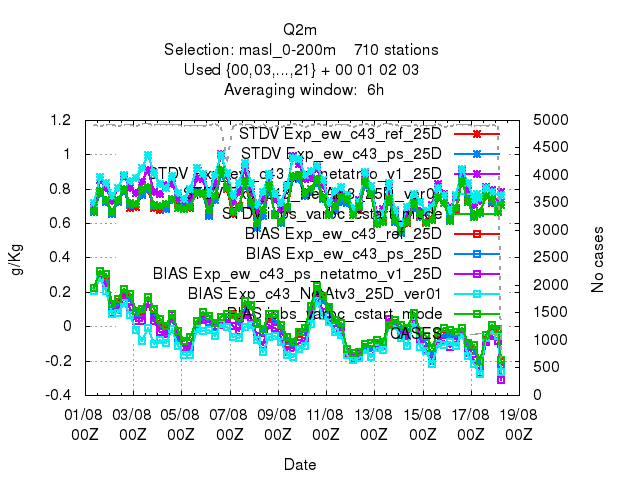 Q2m
Selection: masl_0-200m    710 stations
Used {00,03,...,21} + 00 01 02 03
Averaging window:  6h
1.2
1
0.8
0.6
0.4
0.2
0
-0.2
-0.4
g/Kg
5000
4500
4000
3500
3000
2500
2000
1500
1000
500
0
No cases
STDV Exp_ew_c43_ref_25D
STDV Exp_ew_c43_ps_25D
STDV Exp_ew_c43_ps_netatmo_v1_25D
BIAS Exp_ew_c43_ref_25D
BIAS Exp_ew_c43_ps_25D
BIAS Exp_ew_c43_ps_netatmo_v1_25D
BIAS Exp_c43_NetAtv3_25D_ver01
CASES
01/08 03/08 05/08 07/08 09/08 11/08 13/08 15/08 17/08 19/08
00Z 00Z 00Z 00Z 00Z 00Z 00Z 00Z 00Z 00Z
Date